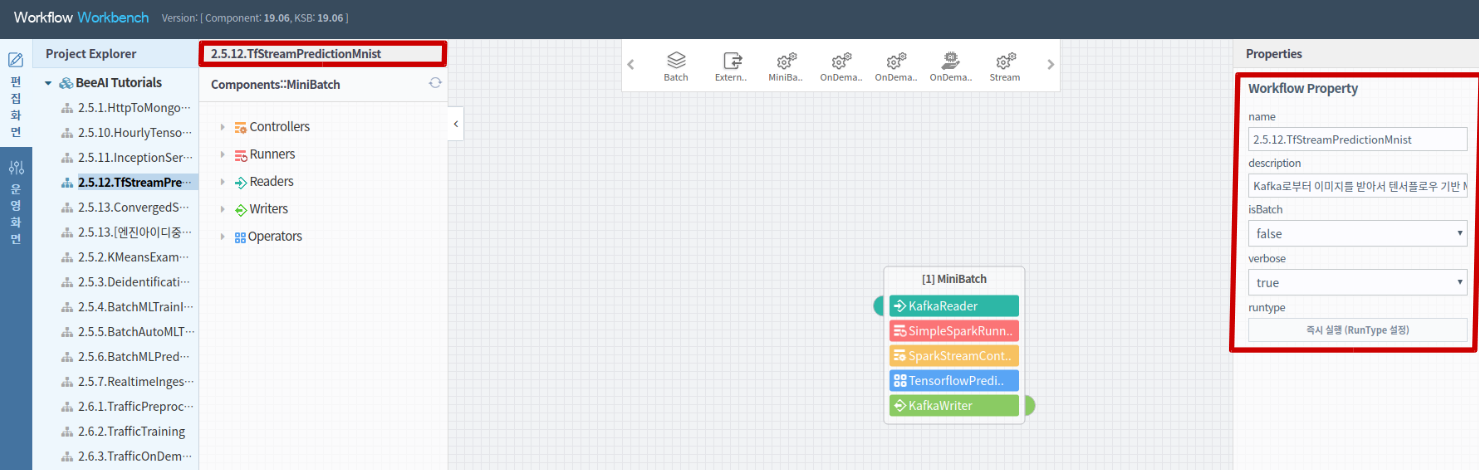 Workflow Workbench Version: [ Component: 19.06, KSB: 19.06 ]
편집화면
운영화면
Project Explorer
BeeAI Tutorials
2.5.1.HttpToMongo···
2.5.10.HourlyTenso···
2.5.11.InceptionSer···
2.5.12.TfStreamPre···
2.5.13.ConvergedS···
2.5.13.[엔진아이디중···
2.5.2.KMeansExam···
2.5.3.Deidentificati···
2.5.4.BatchMLTrainI···
2.5.5.BatchAutoMLT···
2.5.6.BatchMLPred···
2.5.7.RealtimeInges···
2.6.1.TrafficPreproc···
2.6.2.TrafficTraining
2.6.3.TrafficOnDem···
2.5.12.TfStreamPredictionMnist
Components::MiniBatch
Controllers
Runners
Readers
Writers
Operators
Batch
Extern..
MiniBa..
OnDema..
OnDema..
OnDema..
Stream
[1] MiniBatch
KafkaReader
SimpleSparkRunn..
SparkStreamCont..
TensorflowPredi..
KafkaWriter
Properties
Workflow Property
name
2.5.12.TfStreamPredictionMnist
description
Kafka로부터 이미지를 받아서 텐서플로우 기반
isBatch
false
verbose
true
runtype
즉시 실행 (RunType 설정)